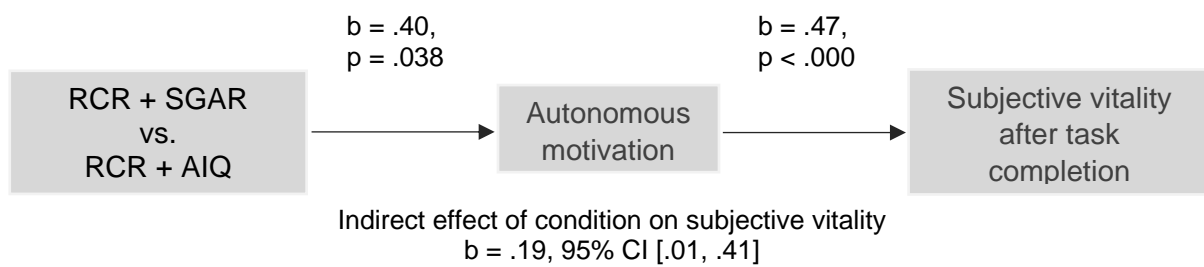 b = .40,
p = .038
b = .47,
p < .000
RCR + SGAR
vs.
RCR + AIQ
Autonomous
motivation
Subjective vitality
after task
completion
Indirect effect of condition on subjective vitality
b = .19, 95% CI [.01, .41]